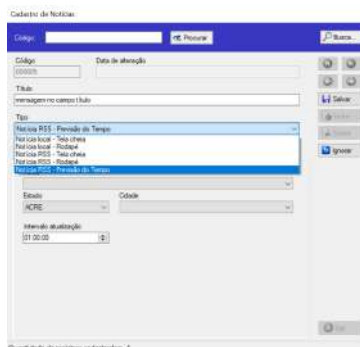 Cadastro de Notícias
Código: Procurar Busca...
Código Data de alteração
000005
Título
mensagem no campo título
Salvar
Tipo
Notícia RSS - Previsão do Tempo
Notícia local - Tela cheia
Notícia local - Rodapé
Notícia RSS - Tela cheia
Notícia RSS - Rodapé
Notícia RSS - Previsão do Tempo
Ignorar
Estado Cidade
ACRE
Intervalo atualização
01:00:00